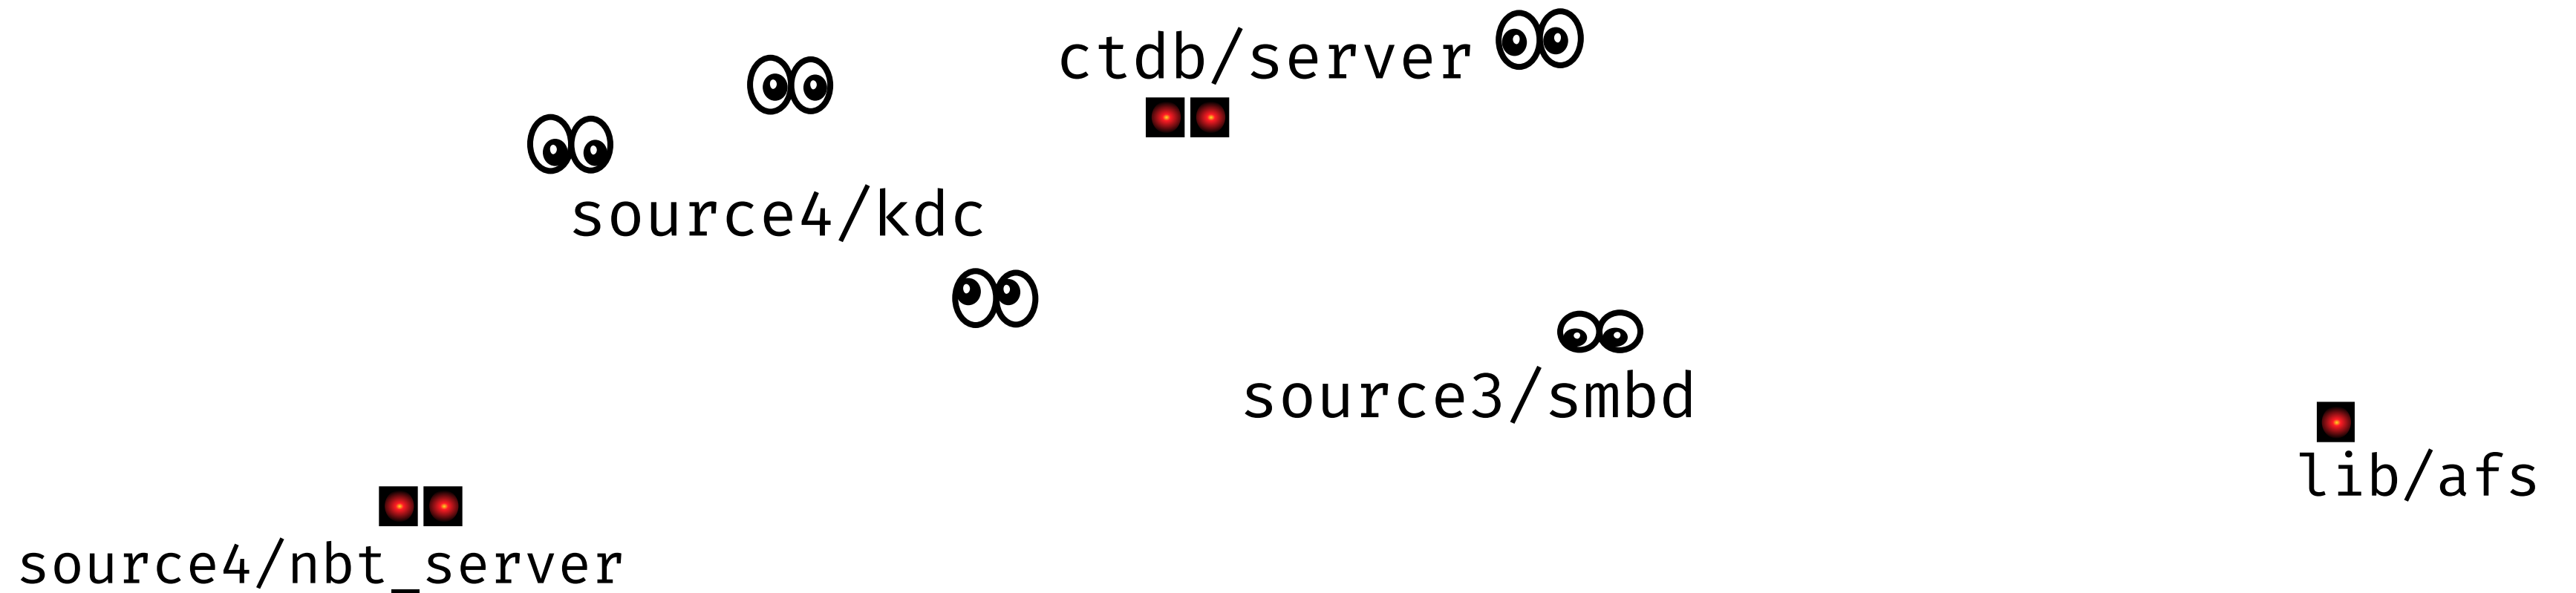 ctdb/server
source4/kdc
source3/smbd
lib/afs
source4/nbt_server